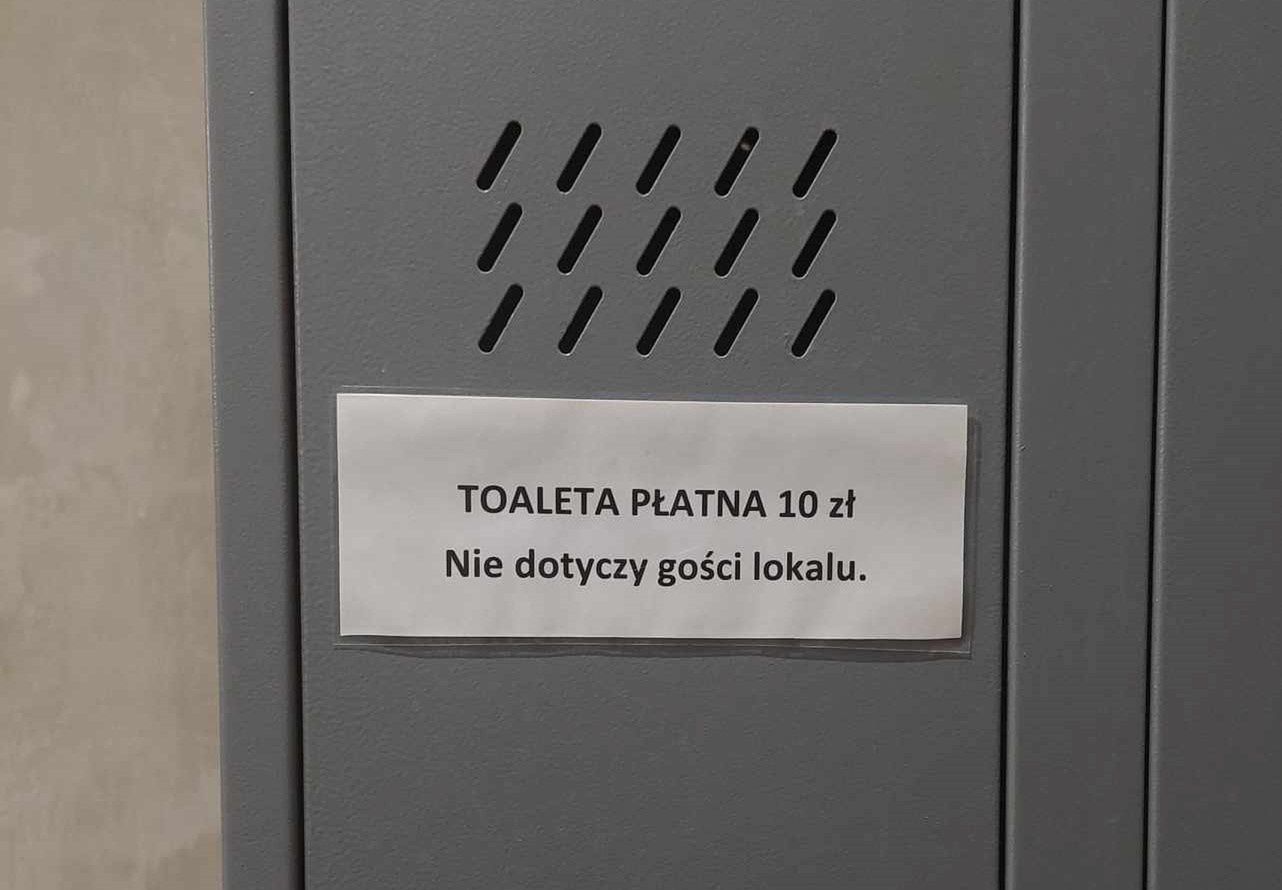 TOALETA PŁATNA 10 zł
Nie dotyczy gości lokalu.